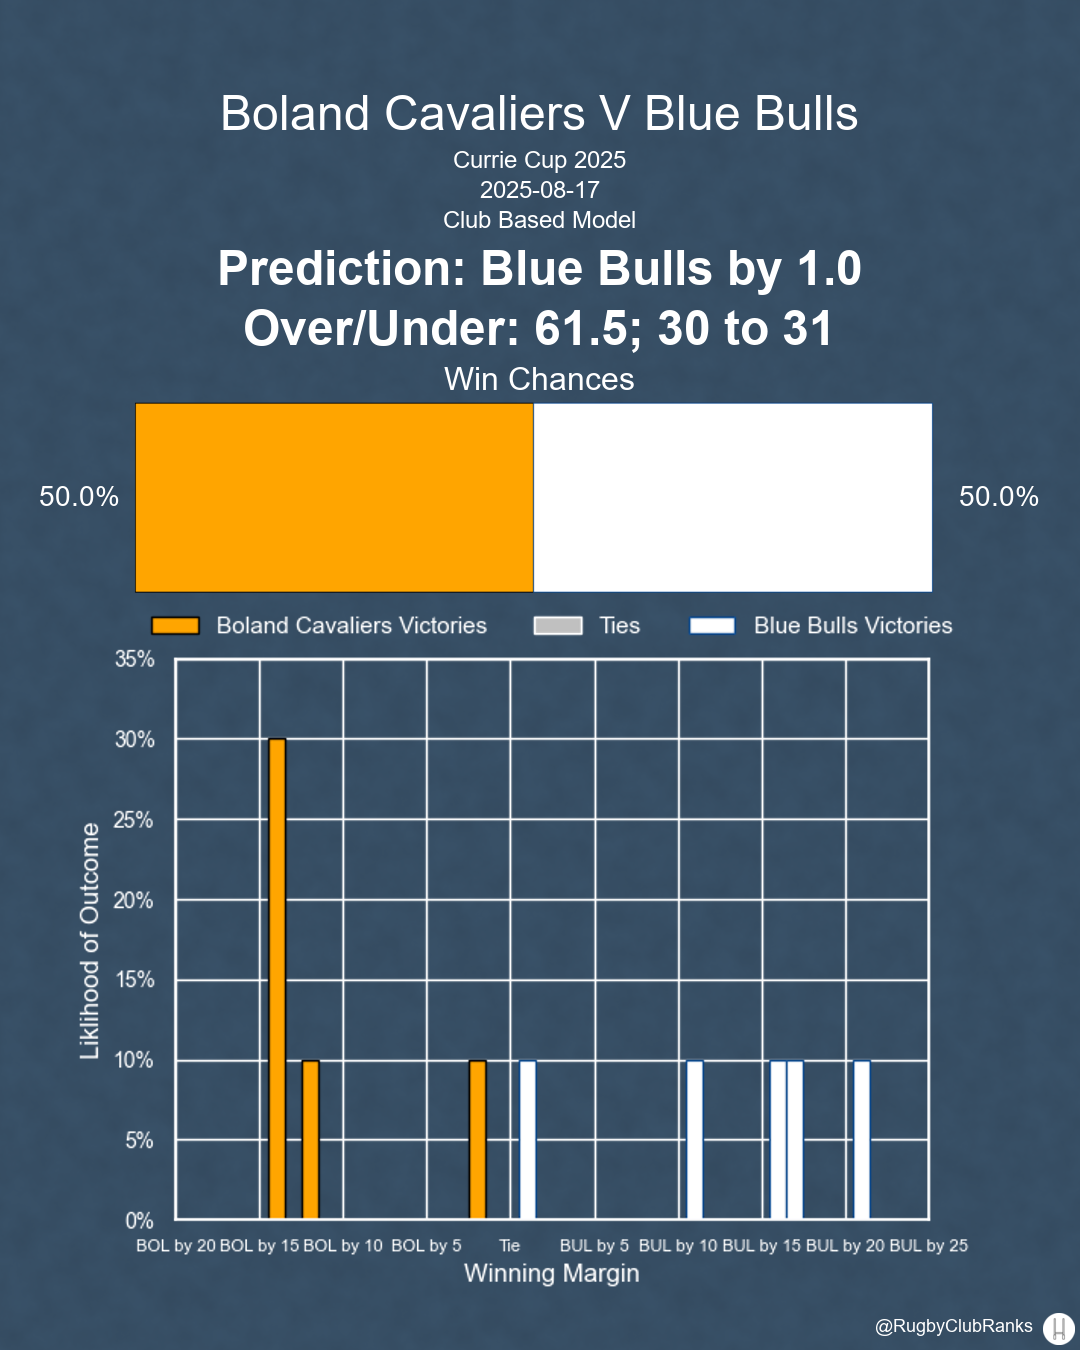 Boland Cavaliers V Blue Bulls
Currie Cup 2025
2025-08-17
Club Based Model
Prediction: Blue Bulls by 1.0
Over/Under: 61.5; 30 to 31
Win Chances
50.0%
50.0%
Boland Cavaliers Victories
Ties
Blue Bulls Victories
35%
30%
25%
20%
15%
10%
5%
0%
Liklihood of Outcome
BOL by 20 BOL by 15 BOL by 10 BOL by 5 Tie BUL by 5 BUL by 10 BUL by 15 BUL by 20 BUL by 25
Winning Margin
@RugbyClubRanks